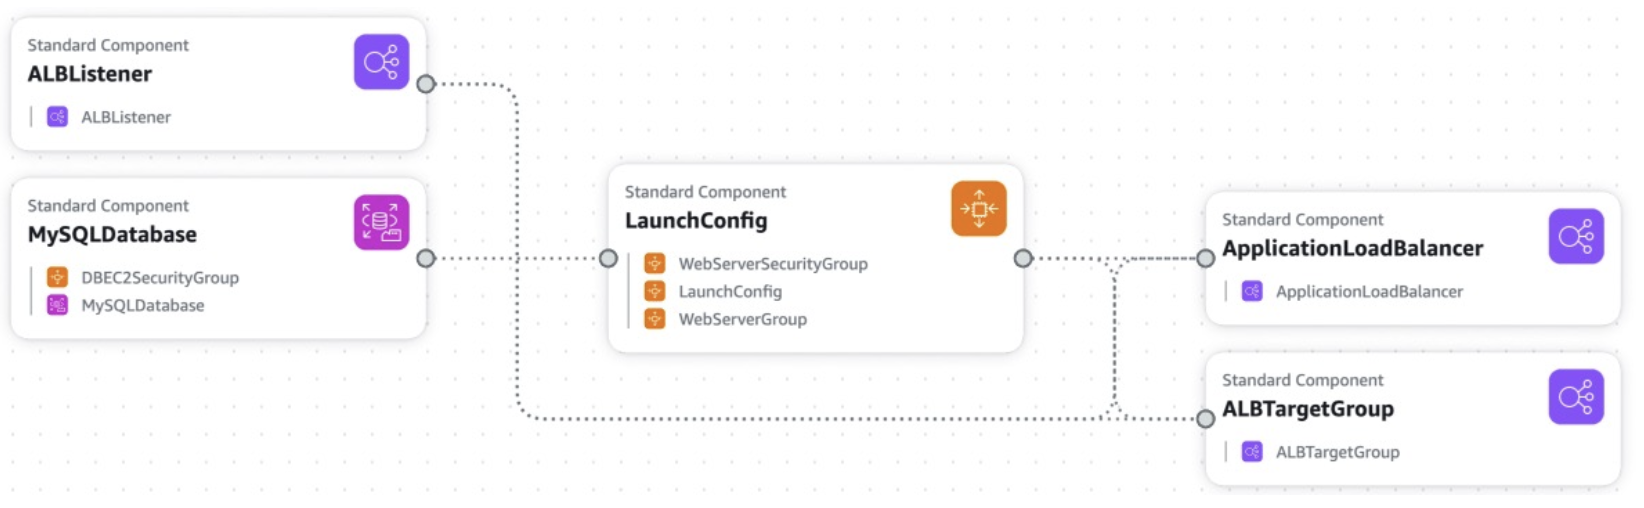 Standard Component
ALBListener
ALBListener
Standard Component
MySQLDatabase
DBEC2SecurityGroup
MySQLDatabase
Standard Component
LaunchConfig
WebServerSecurityGroup
LaunchConfig
WebServerGroup
Standard Component
ApplicationLoadBalancer
ApplicationLoadBalancer
Standard Component
ALBTargetGroup
ALBTargetGroup